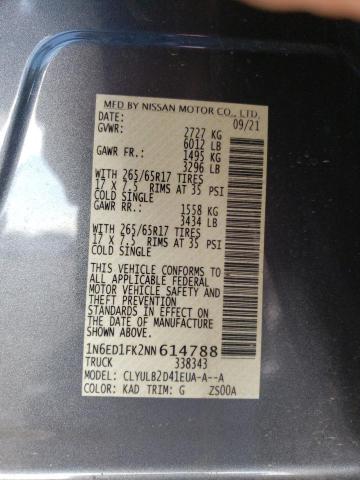 MFD BY NISSAN MOTOR CO., LTD.
DATE: 09/21
GVWR: 2727 KG
6012 LB
GAWR FR.: 1495 KG
3296 LB
WITH 265/65R17 TIRES
17 X 7.5 RIMS AT 35 PSI
COLD SINGLE
GAWR RR.: 1558 KG
3434 LB
WITH 265/65R17 TIRES
17 X 7.5 RIMS AT 35 PSI
COLD SINGLE
THIS VEHICLE CONFORMS TO
ALL APPLICABLE FEDERAL
MOTOR VEHICLE SAFETY AND
THEFT PREVENTION
STANDARDS IN EFFECT ON
THE DATE OF MANUFACTURE
SHOWN ABOVE.
1N6ED1FK2NN614788
TRUCK 338343
MODEL: CLYULB2D41EUA-A--A
COLOR: KAD TRIM: G ZS00A